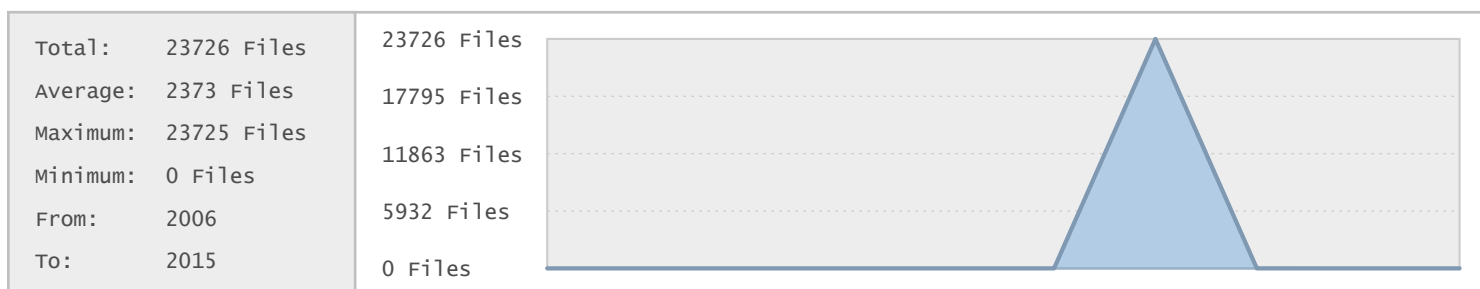 Total: 23726 Files
Average: 2373 Files
Maximum: 23725 Files
Minimum: 0 Files
From: 2006
To: 2015
23726 Files
17795 Files
11863 Files
5932 Files
0 Files